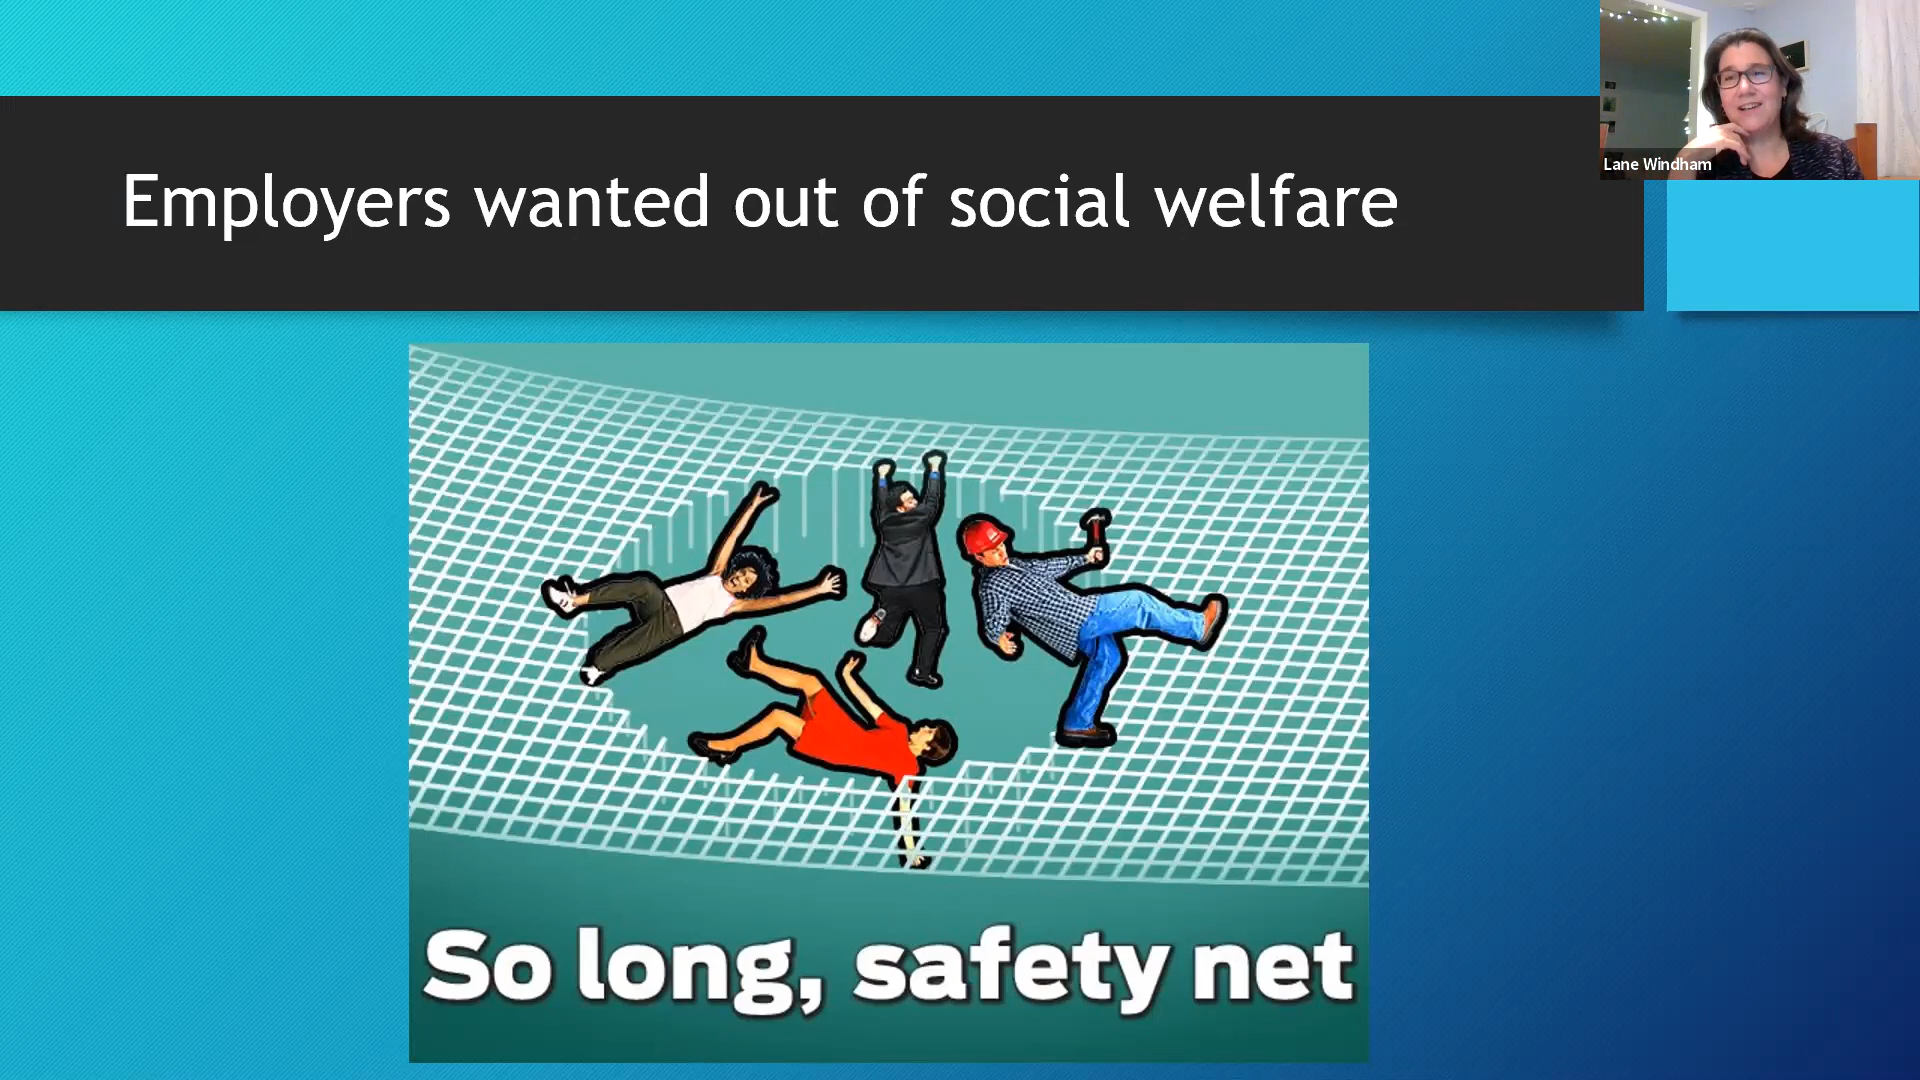 Employers wanted out of social welfare
Lane Windham
So long, safety net